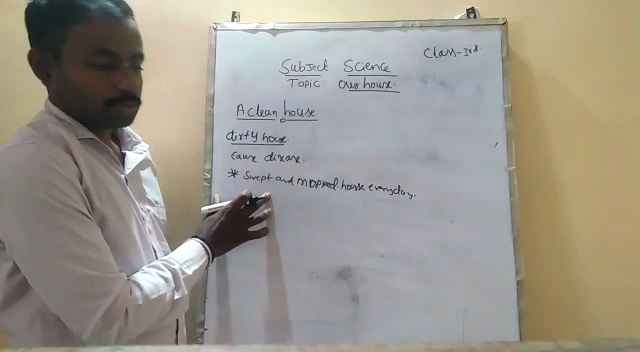 Class-3rd.
Subject Science
Topic Our house.
A clean house
dirty house
cause disease.
* Swept and mopped house everyday.